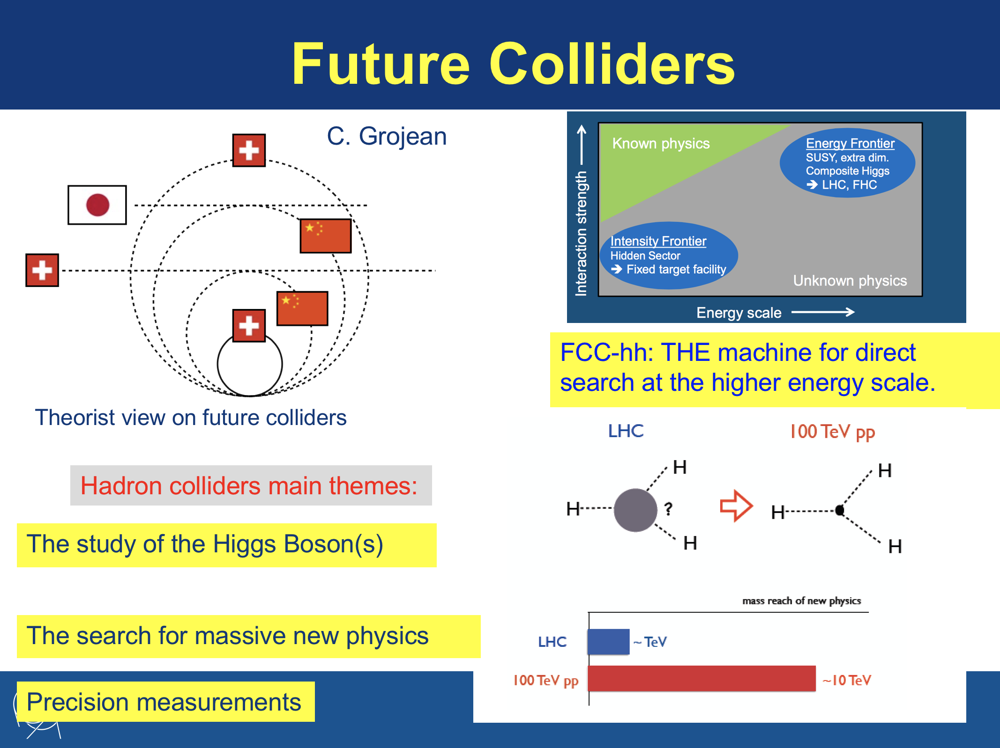 Future Colliders
C. Grojean
Theorist view on future colliders
Hadron colliders main themes:
The study of the Higgs Boson(s)
The search for massive new physics
Precision measurements
Interaction strength
Known physics
Energy Frontier
SUSY, extra dim.
Composite Higgs
➔ LHC, FHC
Intensity Frontier
Hidden Sector
➔ Fixed target facility
Unknown physics
Energy scale
FCC-hh: THE machine for direct
search at the higher energy scale.
LHC
100 TeV pp
H
H
?
H
H
H
H
mass reach of new physics
LHC
~ TeV
100 TeV pp
~10 TeV